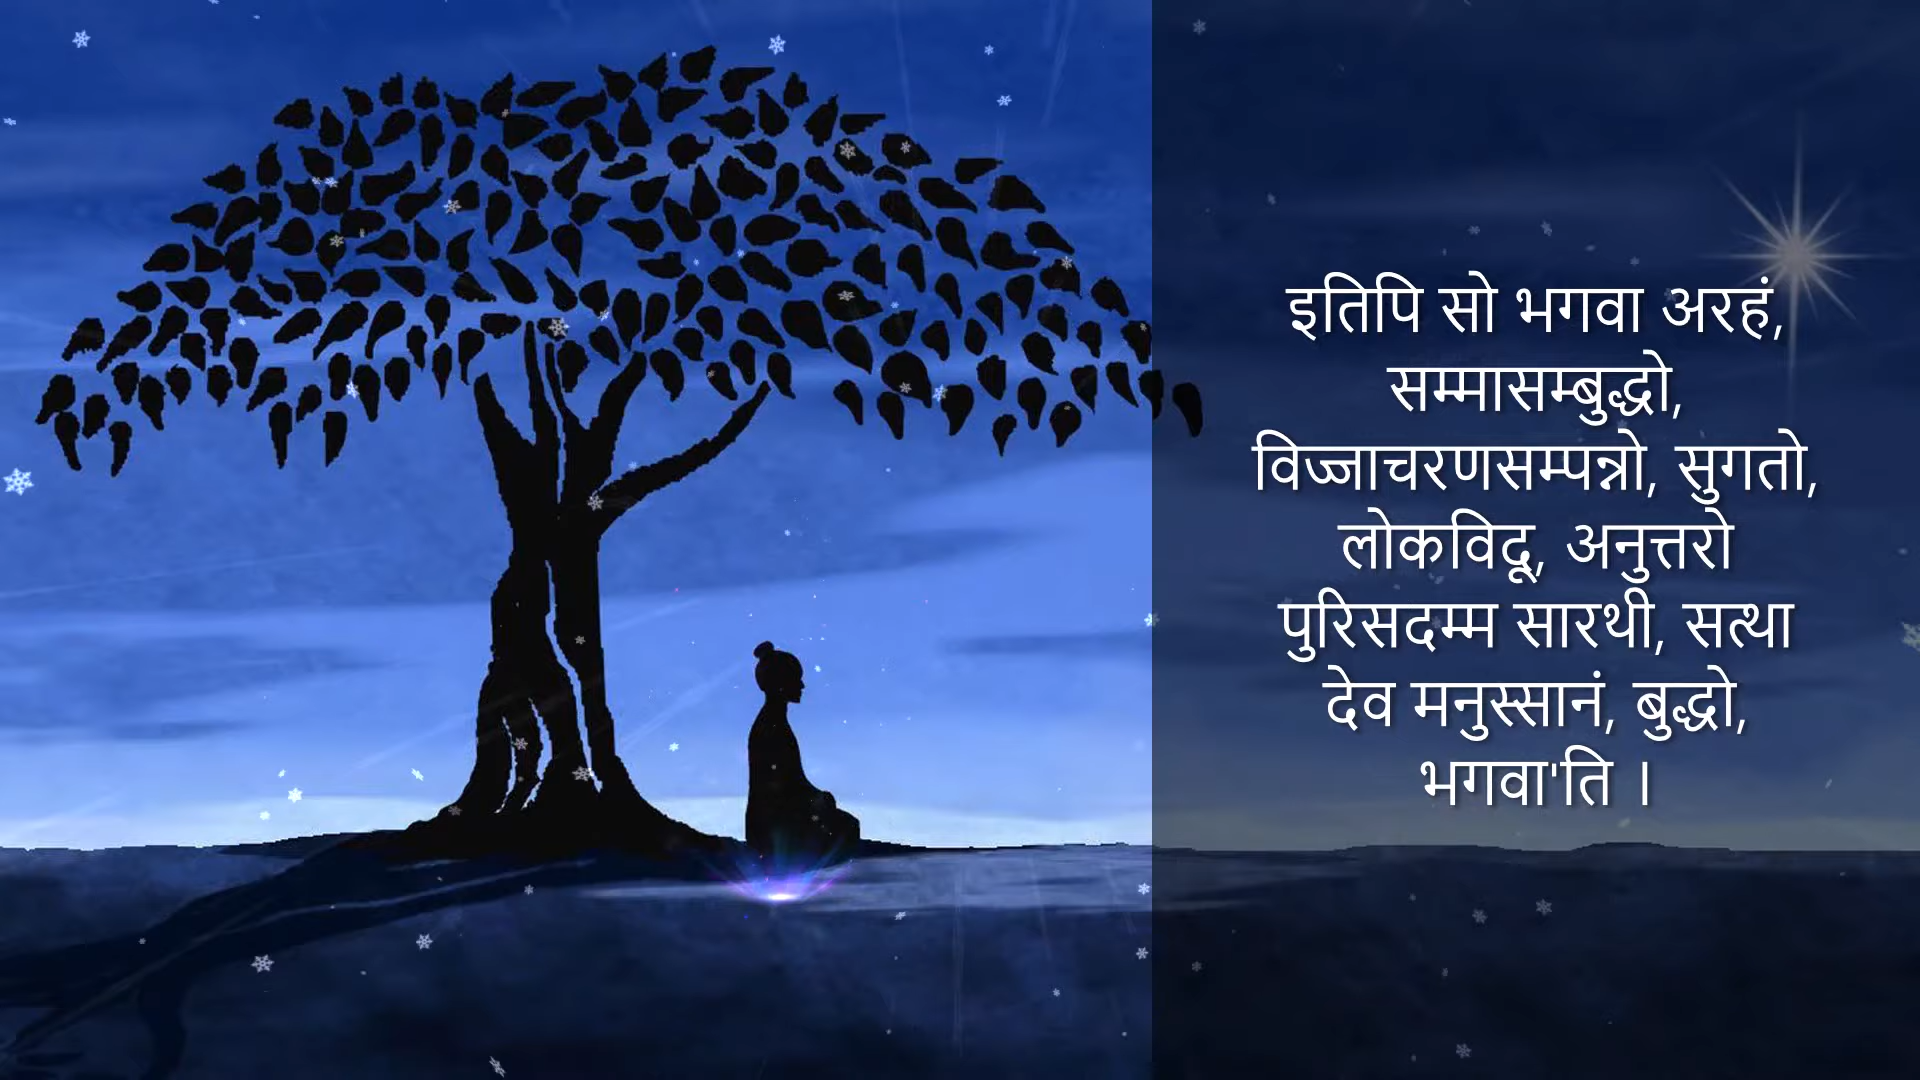 इतिपि सो भगवा अरहं,
सम्मासम्बुद्धो,
विज्जाचरणसम्पन्नो, सुगतो,
लोकविदू, अनुत्तरो
पुरिसदम्म सारथी, सत्था
देव मनुस्सानं, बुद्धो,
भगवा'ति ।